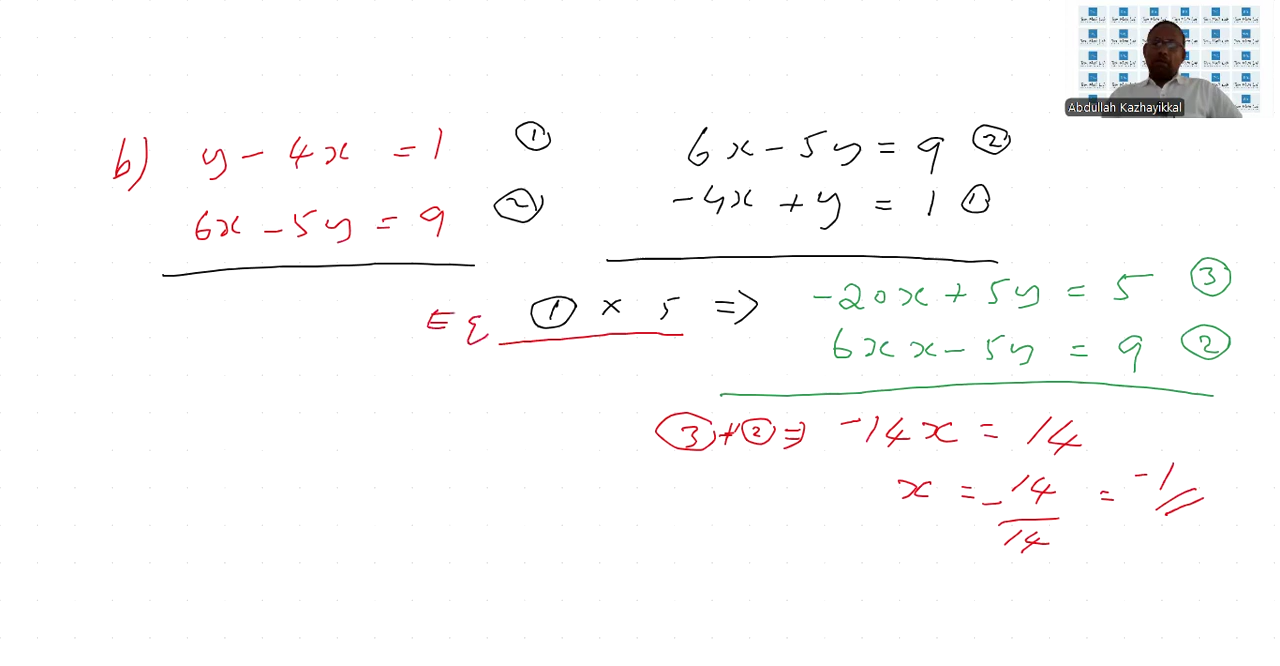 b) y - 4x = 1 ①
6x - 5y = 9 ②
6x - 5y = 9 ②
-4x + y = 1 ①
Eq ① × 5 => -20x + 5y = 5 ③
6x x - 5y = 9 ②
③ + ② => -14x = 14
x = -14/14 = -1
Abdullah Kazhayikkal